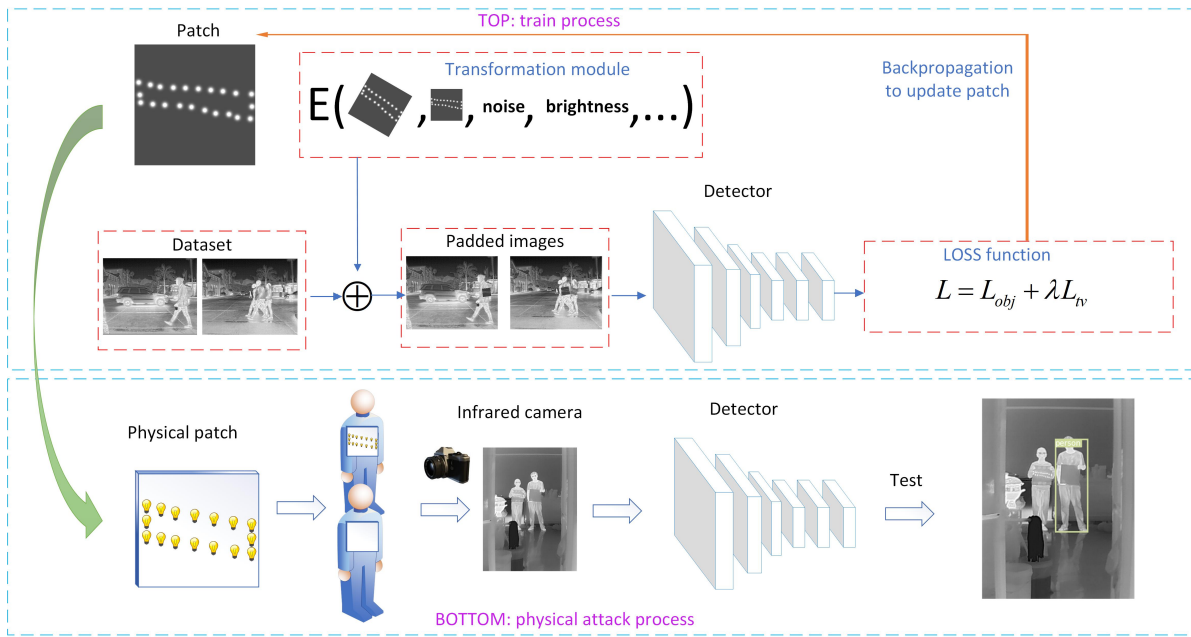 TOP: train process
Patch
Transformation module
E( , , noise, brightness,...)
Backpropagation
to update patch
Detector
Dataset
Padded images
LOSS function
L = L_obj + λL_tv
Physical patch
Infrared camera
Detector
Test
person
BOTTOM: physical attack process